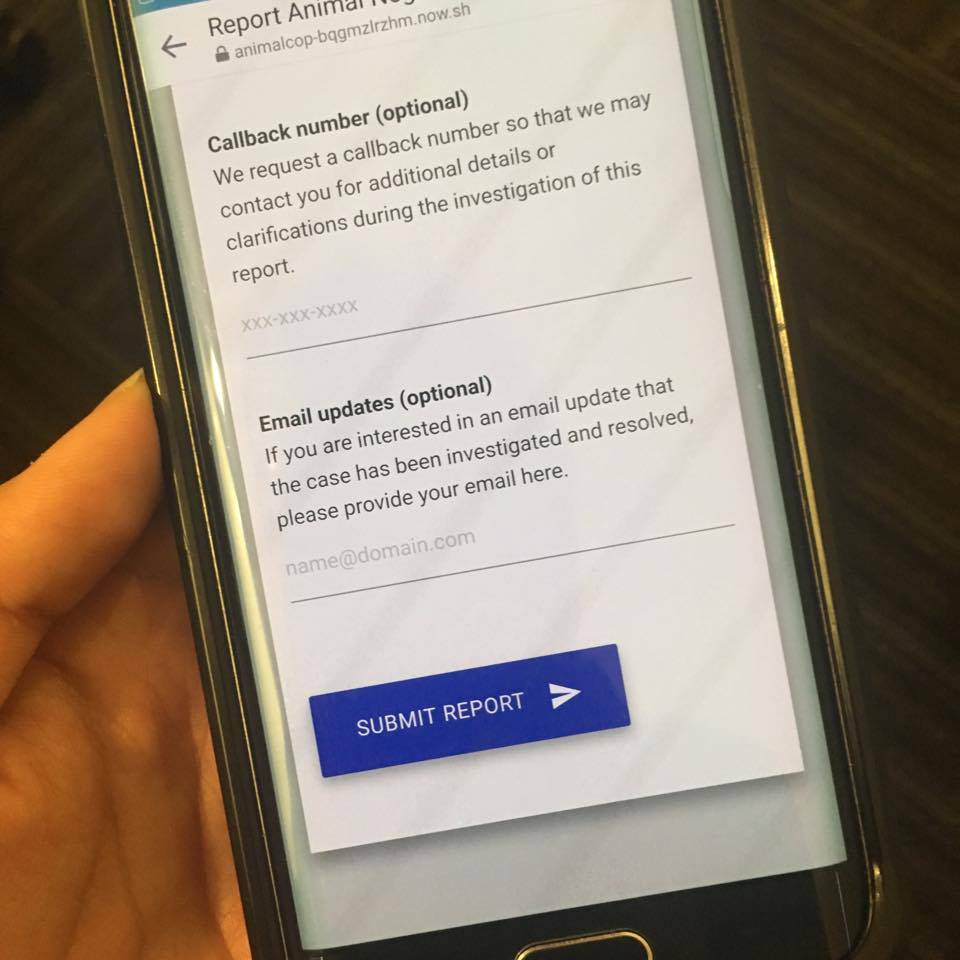 Report Animal
animalcop-bqgmzlrzhm.now.sh
Callback number (optional)
We request a callback number so that we may
contact you for additional details or
clarifications during the investigation of this
report.
xxx-xxx-xxxx
Email updates (optional)
If you are interested in an email update that
the case has been investigated and resolved,
please provide your email here.
name@domain.com
SUBMIT REPORT